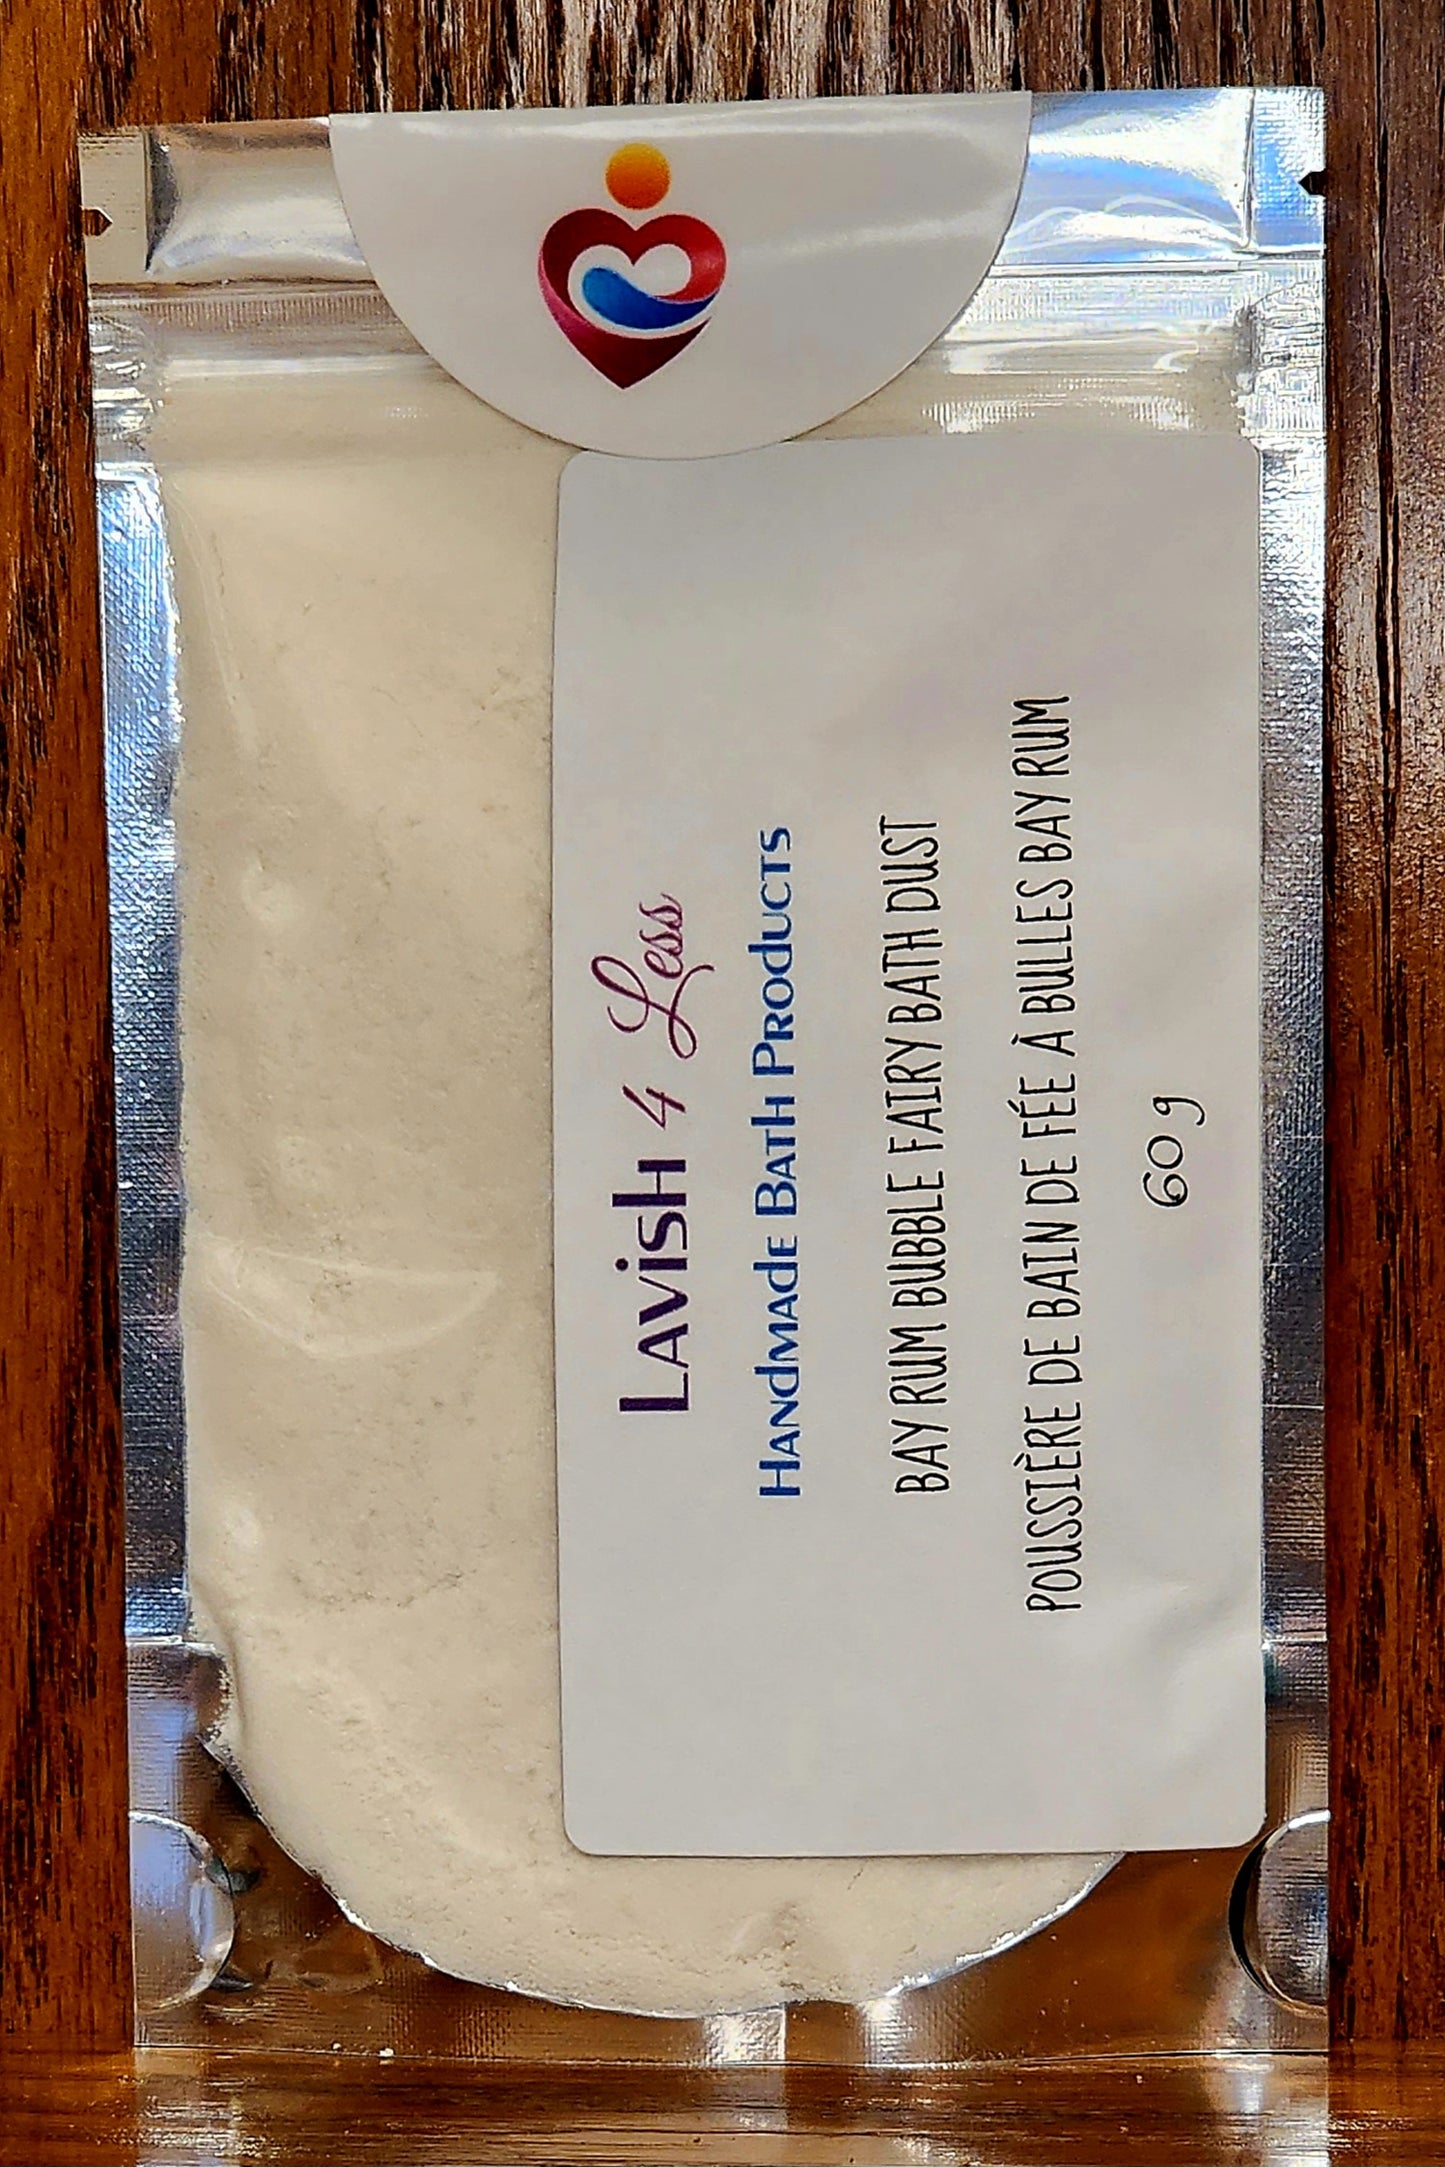 Lavish 4 Less
Handmade Bath Products
BAY RUM BUBBLE FAIRY BATH DUST
POUSSIÈRE DE BAIN DE FÉE À BULLES BAY RUM
60 g